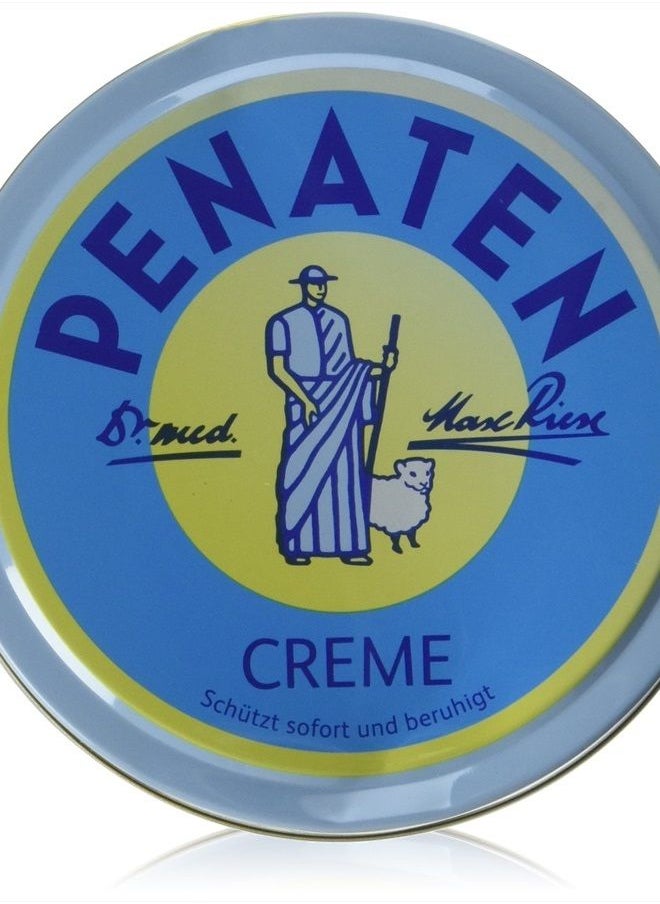 PENATEN
Dr. med. Max Riese
CREME
Schützt sofort und beruhigt